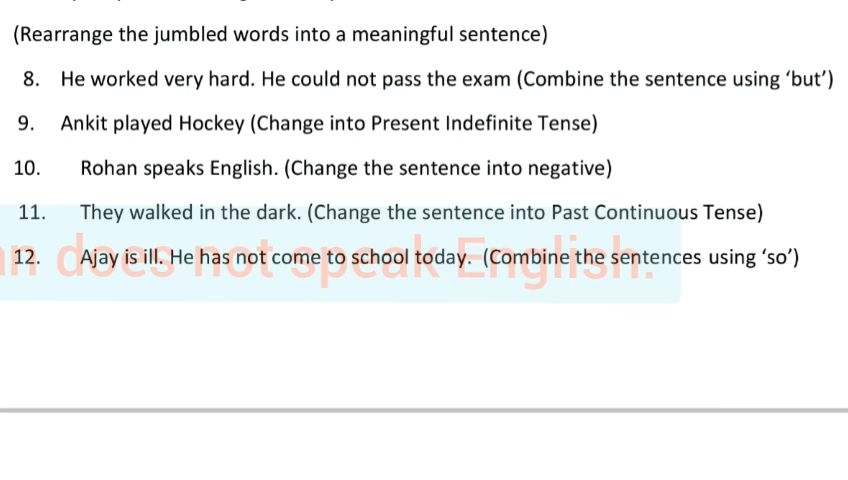 (Rearrange the jumbled words into a meaningful sentence)
8. He worked very hard. He could not pass the exam (Combine the sentence using ‘but’)
9. Ankit played Hockey (Change into Present Indefinite Tense)
10. Rohan speaks English. (Change the sentence into negative)
11. They walked in the dark. (Change the sentence into Past Continuous Tense)
12. Ajay is ill. He has not come to school today. (Combine the sentences using ‘so’)
does not speak English.